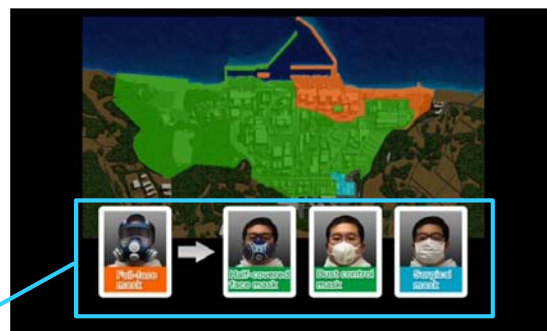 Full-face
mask
Half-covered
face mask
Dust control
mask
Surgical
mask